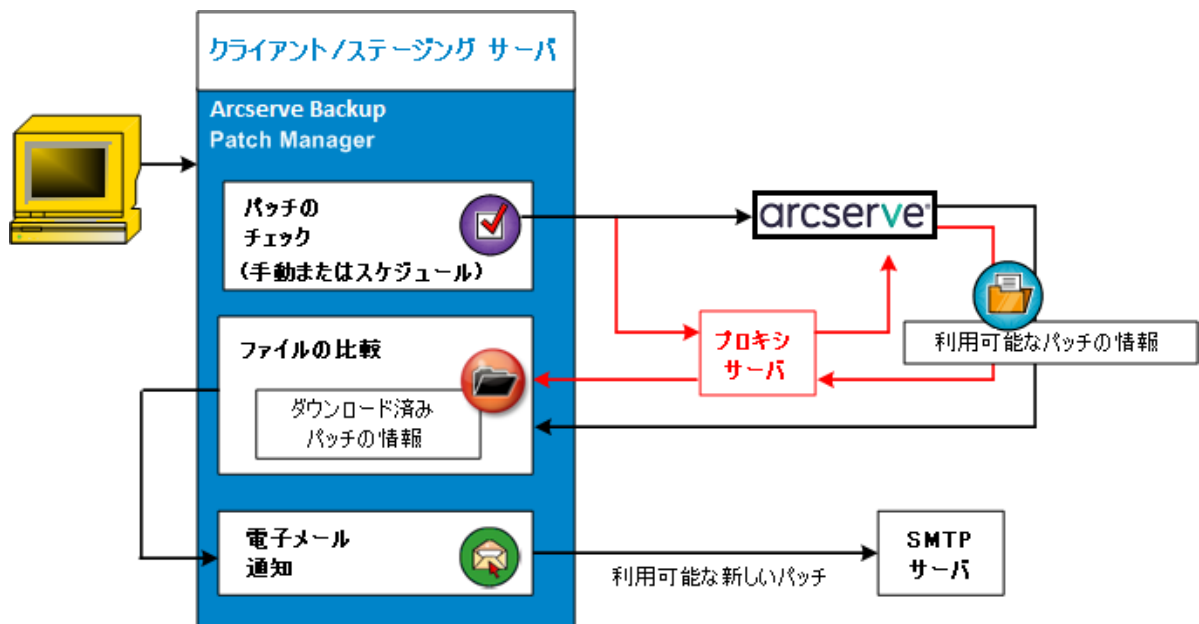 クライアント/ステージング サーバ
Arcserve Backup
Patch Manager
パッチの
チェック
(手動またはスケジュール)
arcserve
プロキシ
サーバ
利用可能なパッチの情報
ファイルの比較
ダウンロード済み
パッチの情報
電子メール
通知
利用可能な新しいパッチ
SMTP
サーバ